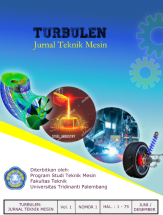 TURBULEN
Jurnal Teknik Mesin
Diterbitkan oleh:
Program Studi Teknik Mesin
Fakultas Teknik
Universitas Tridinanti Palembang
TURBULEN
JURNAL TEKNIK MESIN
Vol. 1
NOMOR 1
HAL. : 1 - 75
JUNI /
DESEMBER